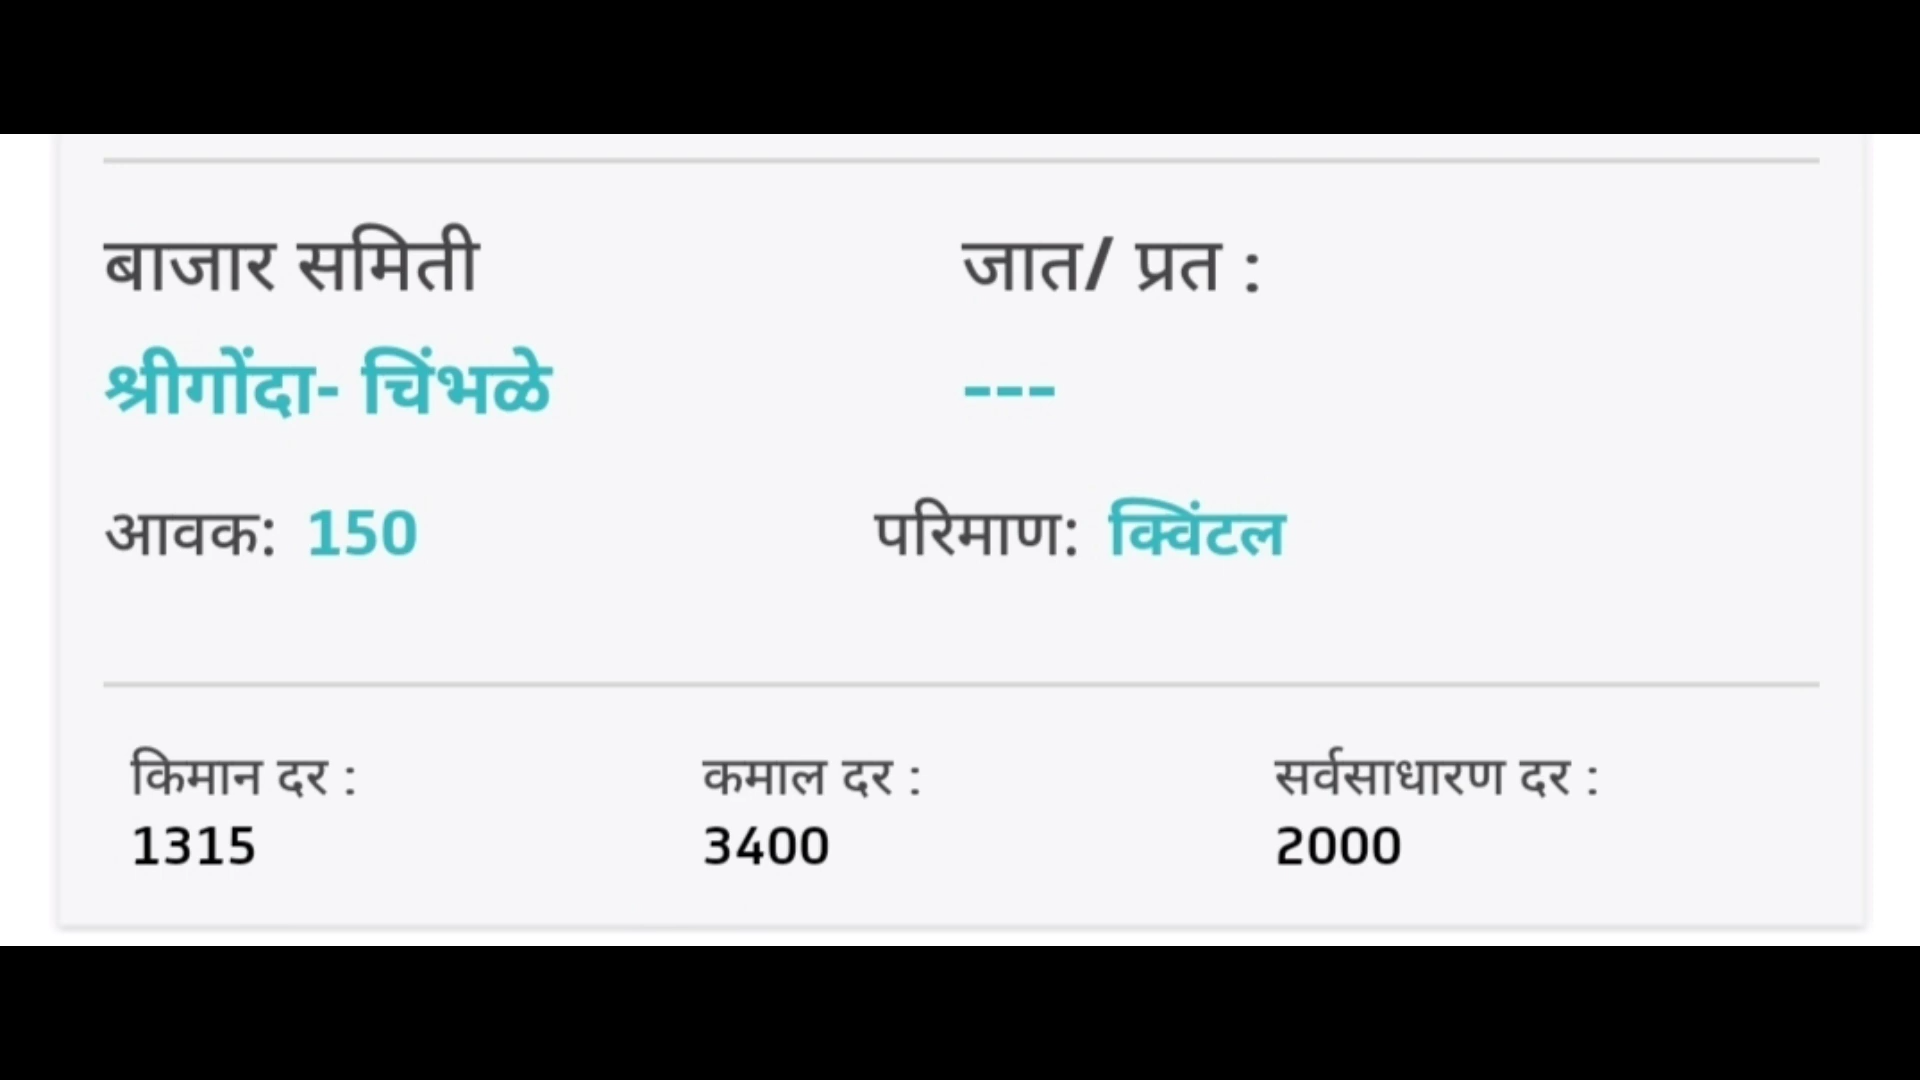 बाजार समिती जात/ प्रत :
श्रीगोंदा- चिंभळे ---
आवक: 150 परिमाण: क्विंटल
किमान दर : कमाल दर : सर्वसाधारण दर :
1315 3400 2000